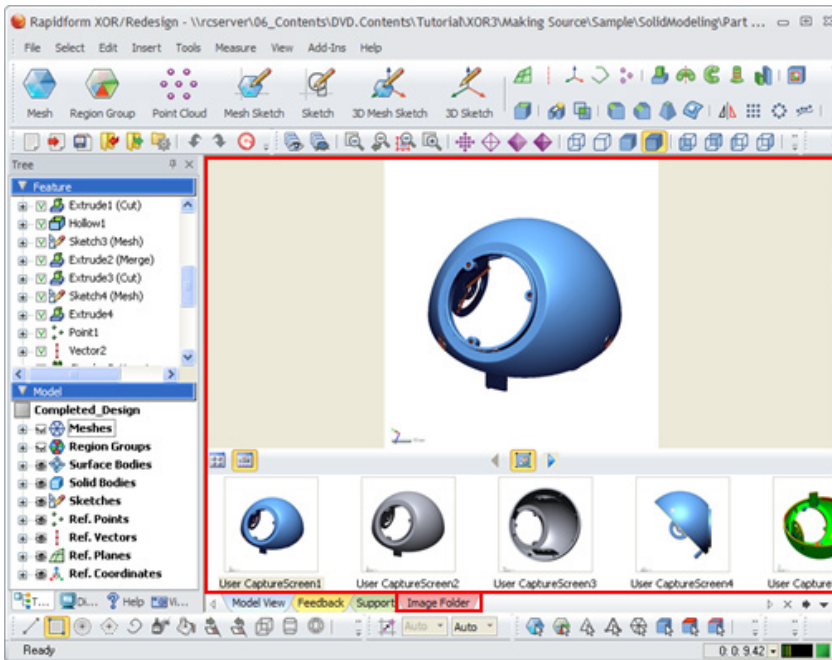 Rapidform XOR/Redesign - \\rcserver\06_Contents\DVD.Contents\Tutorial\XOR3\Making Source\Sample\SolidModeling\Part ...
File Select Edit Insert Tools Measure View Add-Ins Help
Mesh Region Group Point Cloud Mesh Sketch Sketch 3D Mesh Sketch 3D Sketch
Tree
Feature
Extrude1 (Cut)
Hollow1
Sketch3 (Mesh)
Extrude2 (Merge)
Extrude3 (Cut)
Sketch4 (Mesh)
Extrude4
Point1
Vector2
Model
Completed_Design
Meshes
Region Groups
Surface Bodies
Solid Bodies
Sketches
Ref. Points
Ref. Vectors
Ref. Planes
Ref. Coordinates
User CaptureScreen1 User CaptureScreen2 User CaptureScreen3 User CaptureScreen4 User Capture
T... Di... Help Vi... Model View Feedback Support Image Folder
Auto Auto
Ready 0: 0: 9.42